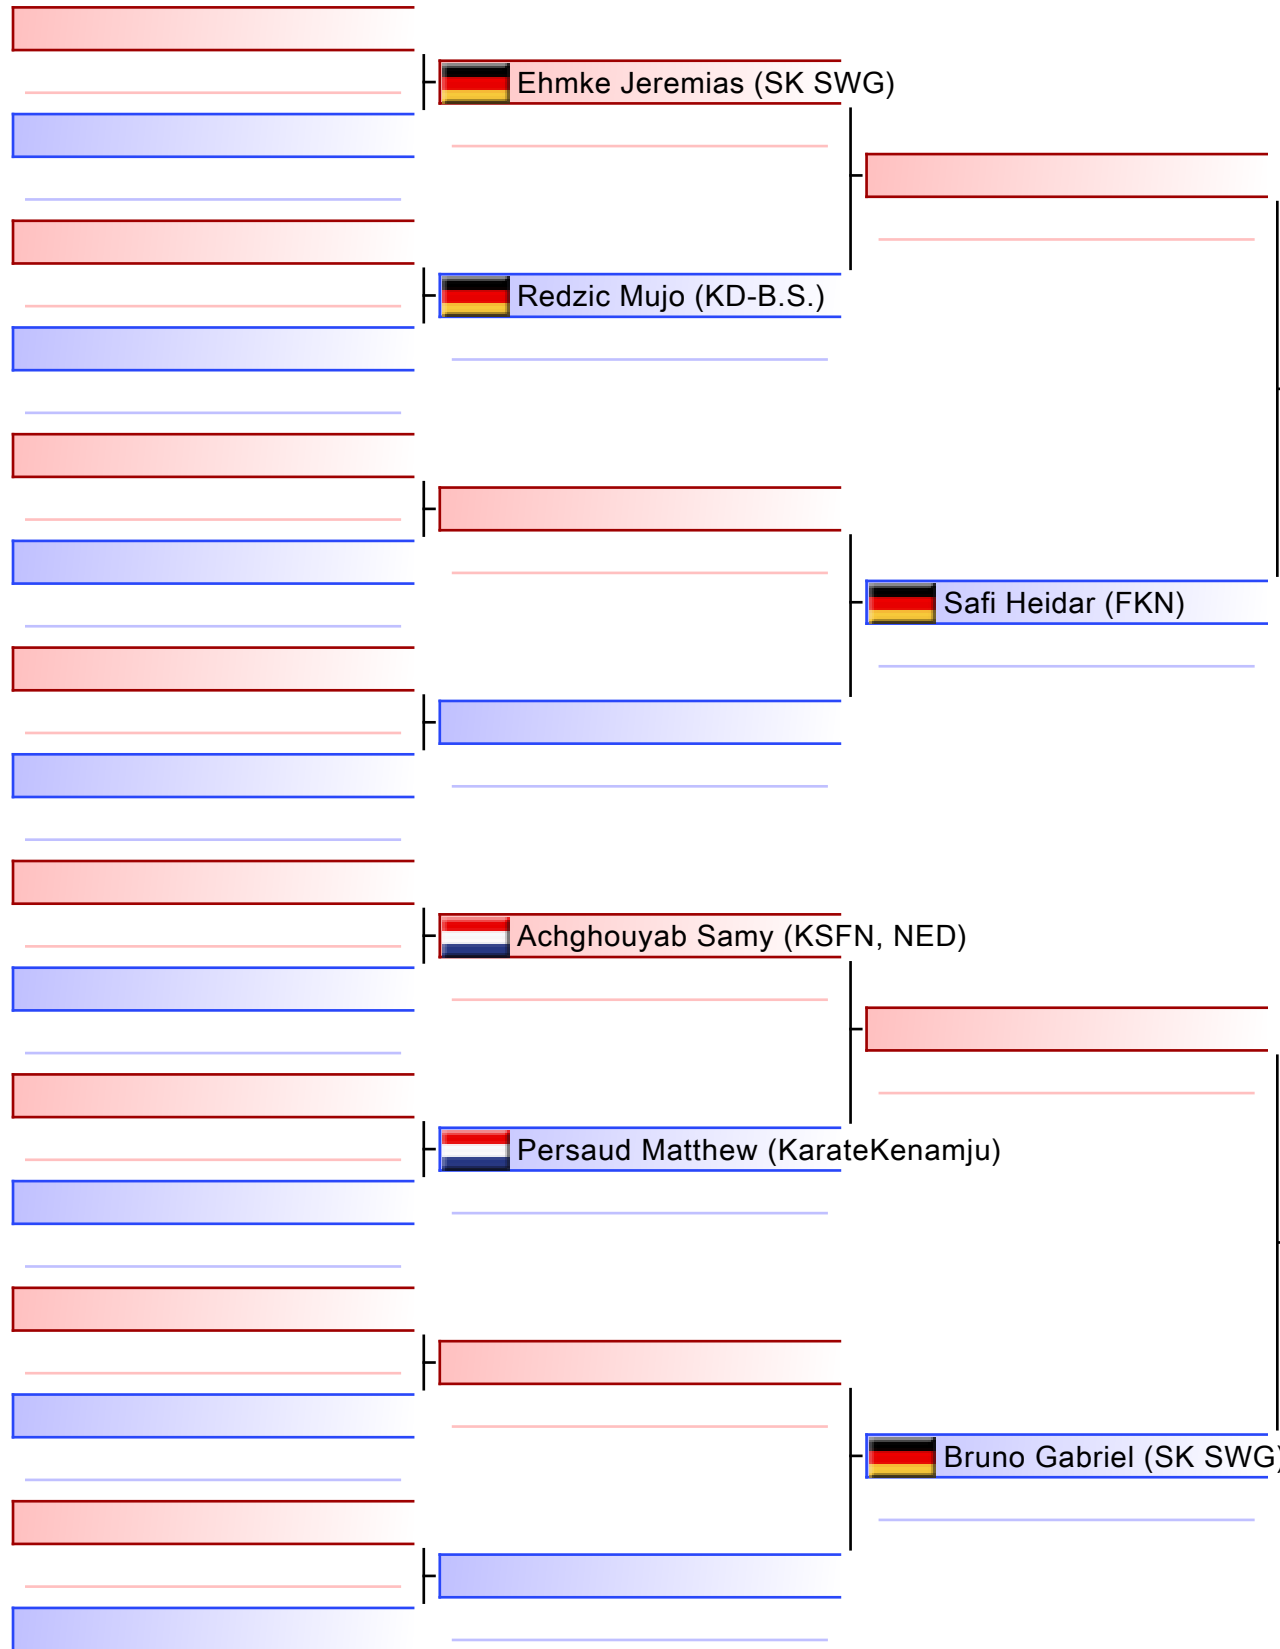 Ehmke Jeremias (SK SWG)
Redzic Mujo (KD-B.S.)
Safi Heidar (FKN)
Achghouyab Samy (KSFN, NED)
Persaud Matthew (KarateKenamju)
Bruno Gabriel (SK SWG)